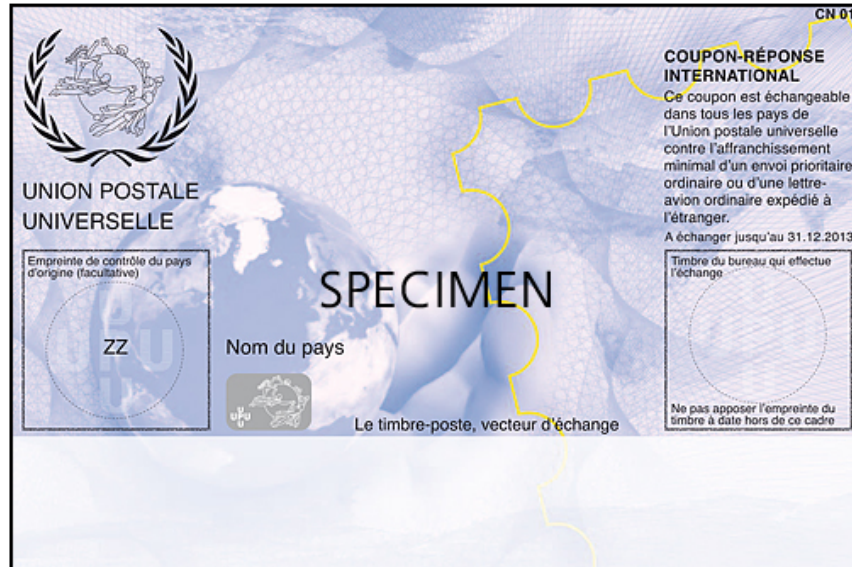 CN 01
COUPON-RÉPONSE
INTERNATIONAL
Ce coupon est échangeable
dans tous les pays de
l'Union postale universelle
contre l'affranchissement
minimal d'un envoi prioritaire
ordinaire ou d'une lettre-
avion ordinaire expédié à
l'étranger.
A échanger jusqu'au 31.12.2013
UNION POSTALE
UNIVERSELLE
Empreinte de contrôle du pays
d'origine (facultative)
ZZ
SPECIMEN
Nom du pays
UPU
Le timbre-poste, vecteur d'échange
Timbre du bureau qui effectue
l'échange
Ne pas apposer l'empreinte du
timbre à date hors de ce cadre